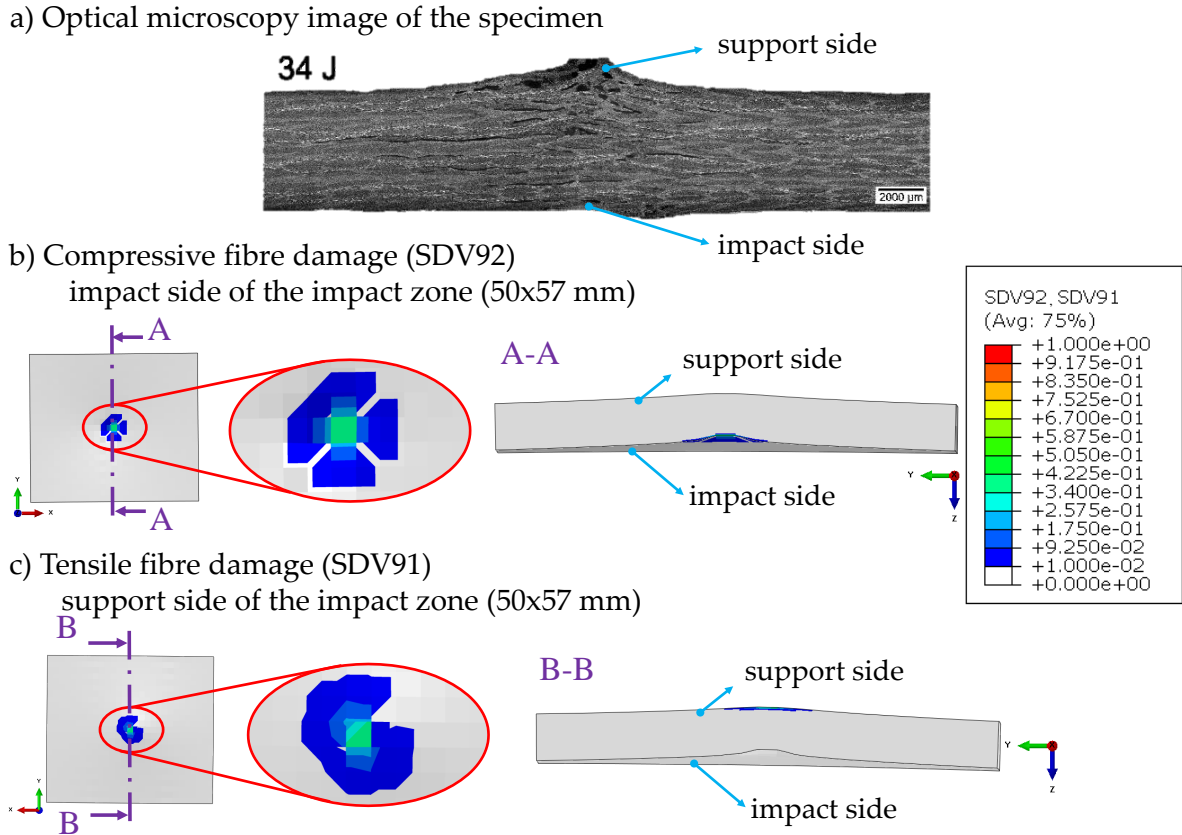 a) Optical microscopy image of the specimen
support side
34 J
2000 µm
impact side
b) Compressive fibre damage (SDV92)
impact side of the impact zone (50x57 mm)
A
A
Y
X
A-A
support side
impact side
Y
X
Z
SDV92, SDV91
(Avg: 75%)
+1.000e+00
+9.175e-01
+8.350e-01
+7.525e-01
+6.700e-01
+5.875e-01
+5.050e-01
+4.225e-01
+3.400e-01
+2.575e-01
+1.750e-01
+9.250e-02
+1.000e-02
+0.000e+00
c) Tensile fibre damage (SDV91)
support side of the impact zone (50x57 mm)
B
B
Y
X
B-B
support side
impact side
Y
X
Z